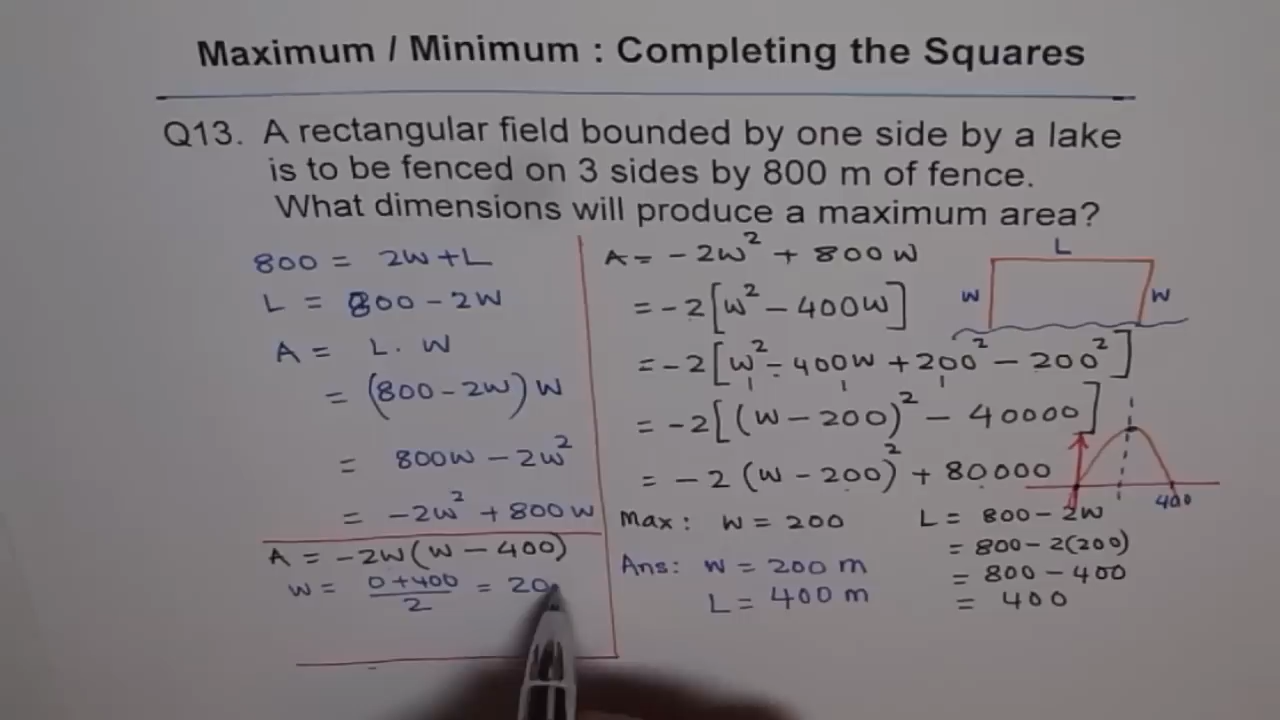 Maximum / Minimum : Completing the Squares
Q13. A rectangular field bounded by one side by a lake
is to be fenced on 3 sides by 800 m of fence.
What dimensions will produce a maximum area?
800 = 2W + L
L = 800 - 2W
A = L . W
= (800 - 2W) W
= 800W - 2W²
= -2W² + 800W
A = -2W(W - 400)
W = 0+400/2 = 20
A = -2W² + 800W
= -2[W² - 400W]
= -2[W² - 400W + 200² - 200²]
= -2[(W - 200)² - 40000]
= -2(W - 200)² + 80000
Max: W = 200
Ans: W = 200 m
L = 400 m
L
W W
400
L = 800 - 2W
= 800 - 2(200)
= 800 - 400
= 400